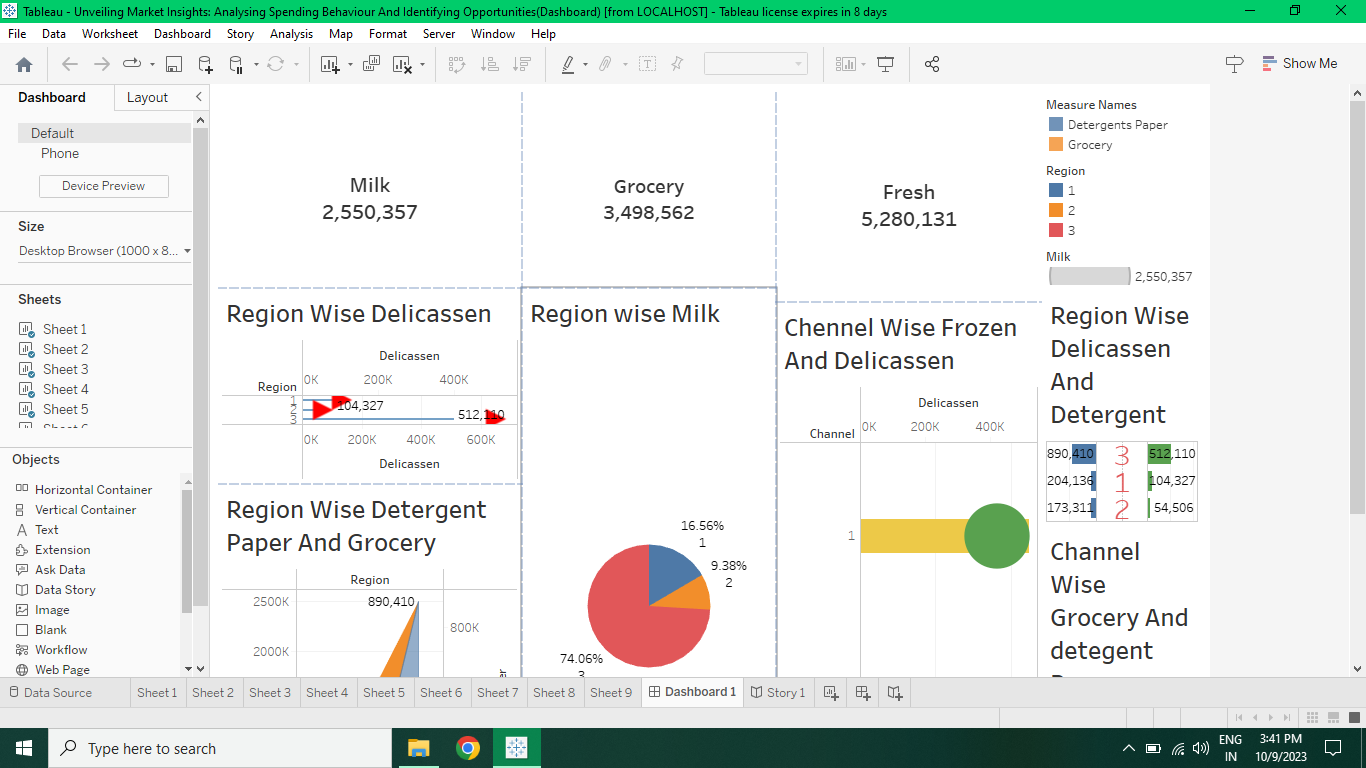 Tableau - Unveiling Market Insights: Analysing Spending Behaviour And Identifying Opportunities(Dashboard) [from LOCALHOST] - Tableau license expires in 8 days
File Data Worksheet Dashboard Story Analysis Map Format Server Window Help
Show Me
Dashboard Layout
Default
Phone
Device Preview
Size
Desktop Browser (1000 x 8...
Sheets
Sheet 1
Sheet 2
Sheet 3
Sheet 4
Sheet 5
Objects
Horizontal Container
Vertical Container
Text
Extension
Ask Data
Data Story
Image
Blank
Workflow
Web Page
Milk
2,550,357
Grocery
3,498,562
Fresh
5,280,131
Measure Names
Detergents Paper
Grocery
Region
1
2
3
Milk
2,550,357
Region Wise Delicassen
Delicassen
0K 200K 400K
Region
1
2
3
104,327
512,110
0K 200K 400K 600K
Delicassen
Region Wise Detergent
Paper And Grocery
Region
2500K
2000K
890,410
800K
Region wise Milk
16.56%
1
9.38%
2
74.06%
3
Chennel Wise Frozen
And Delicassen
Delicassen
Channel
0K 200K 400K
1
Region Wise
Delicassen
And
Detergent
890,410 3 512,110
204,136 1 104,327
173,311 2 54,506
Channel
Wise
Grocery And
detegent
Data Source Sheet 1 Sheet 2 Sheet 3 Sheet 4 Sheet 5 Sheet 6 Sheet 7 Sheet 8 Sheet 9 Dashboard 1 Story 1
Type here to search
ENG
IN
3:41 PM
10/9/2023